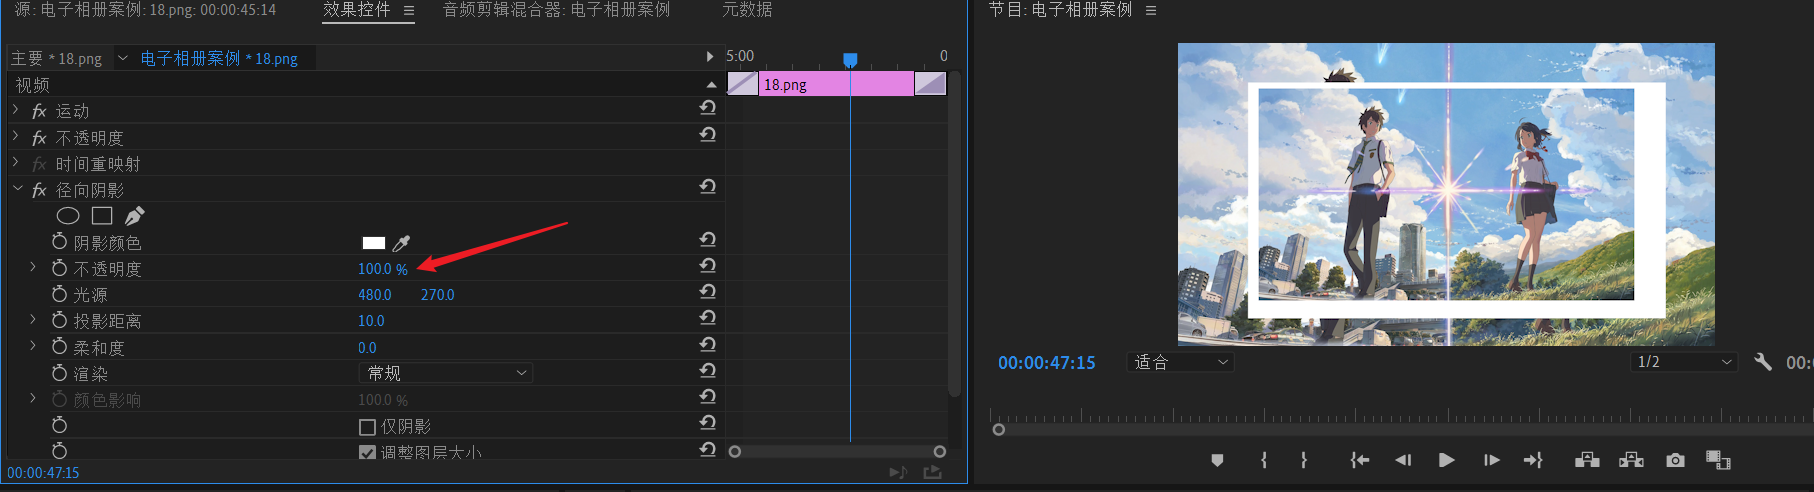 源: 电子相册案例: 18.png: 00:00:45:14
效果控件
音频剪辑混合器: 电子相册案例
元数据
主要 * 18.png
电子相册案例 * 18.png
5:00
0
视频
18.png
fx 运动
fx 不透明度
fx 时间重映射
fx 径向阴影
阴影颜色
不透明度 100.0 %
光源 480.0 270.0
投影距离 10.0
柔和度 0.0
渲染 常规
颜色影响 100.0 %
仅阴影
调整图层大小
00:00:47:15
节目: 电子相册案例
00:00:47:15
适合
1/2
00: